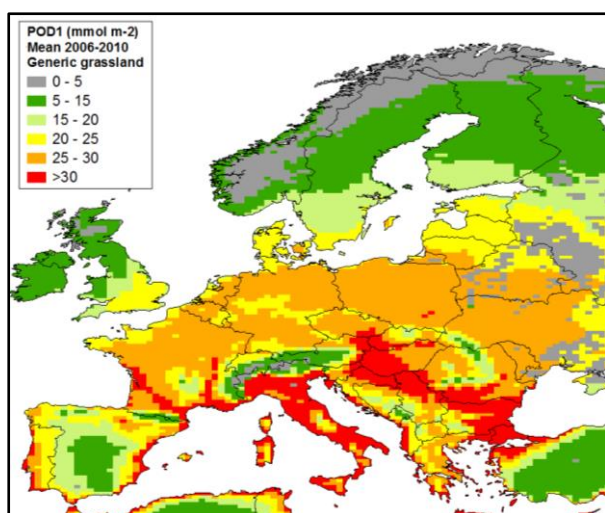 POD1 (mmol m-2)
Mean 2006-2010
Generic grassland
0 - 5
5 - 15
15 - 20
20 - 25
25 - 30
>30